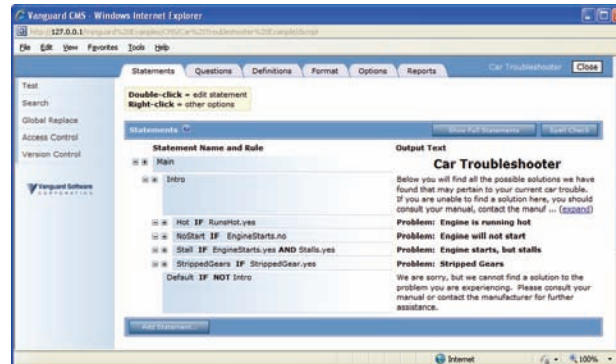 Vanguard CMS - Windows Internet Explorer
File Edit View Favorites Tools Help
Statements Questions Definitions Format Options Reports Car Troubleshooter Close
Test
Search
Global Replace
Access Control
Version Control
Vanguard Software
CORPORATION
Double-click = edit statement
Right-click = other options
Statements
Show Full Statements Spell Check
Statement Name and Rule Output Text
Main Car Troubleshooter
Intro Below you will find all the possible solutions we have
found that may pertain to your current car trouble.
If you are unable to find a solution here, you should
consult your manual, contact the manuf ... (expand)
Hot IF RunsHot.yes Problem: Engine is running hot
NoStart IF EngineStarts.no Problem: Engine will not start
Stall IF EngineStarts.yes AND Stalls.yes Problem: Engine starts, but stalls
StrippedGears IF StrippedGear.yes Problem: Stripped Gears
Default IF NOT Intro We are sorry, but we cannot find a solution to the
problem you are experiencing. Please consult your
manual or contact the manufacturer for further
assistance.
Add Statement...
Internet 100%